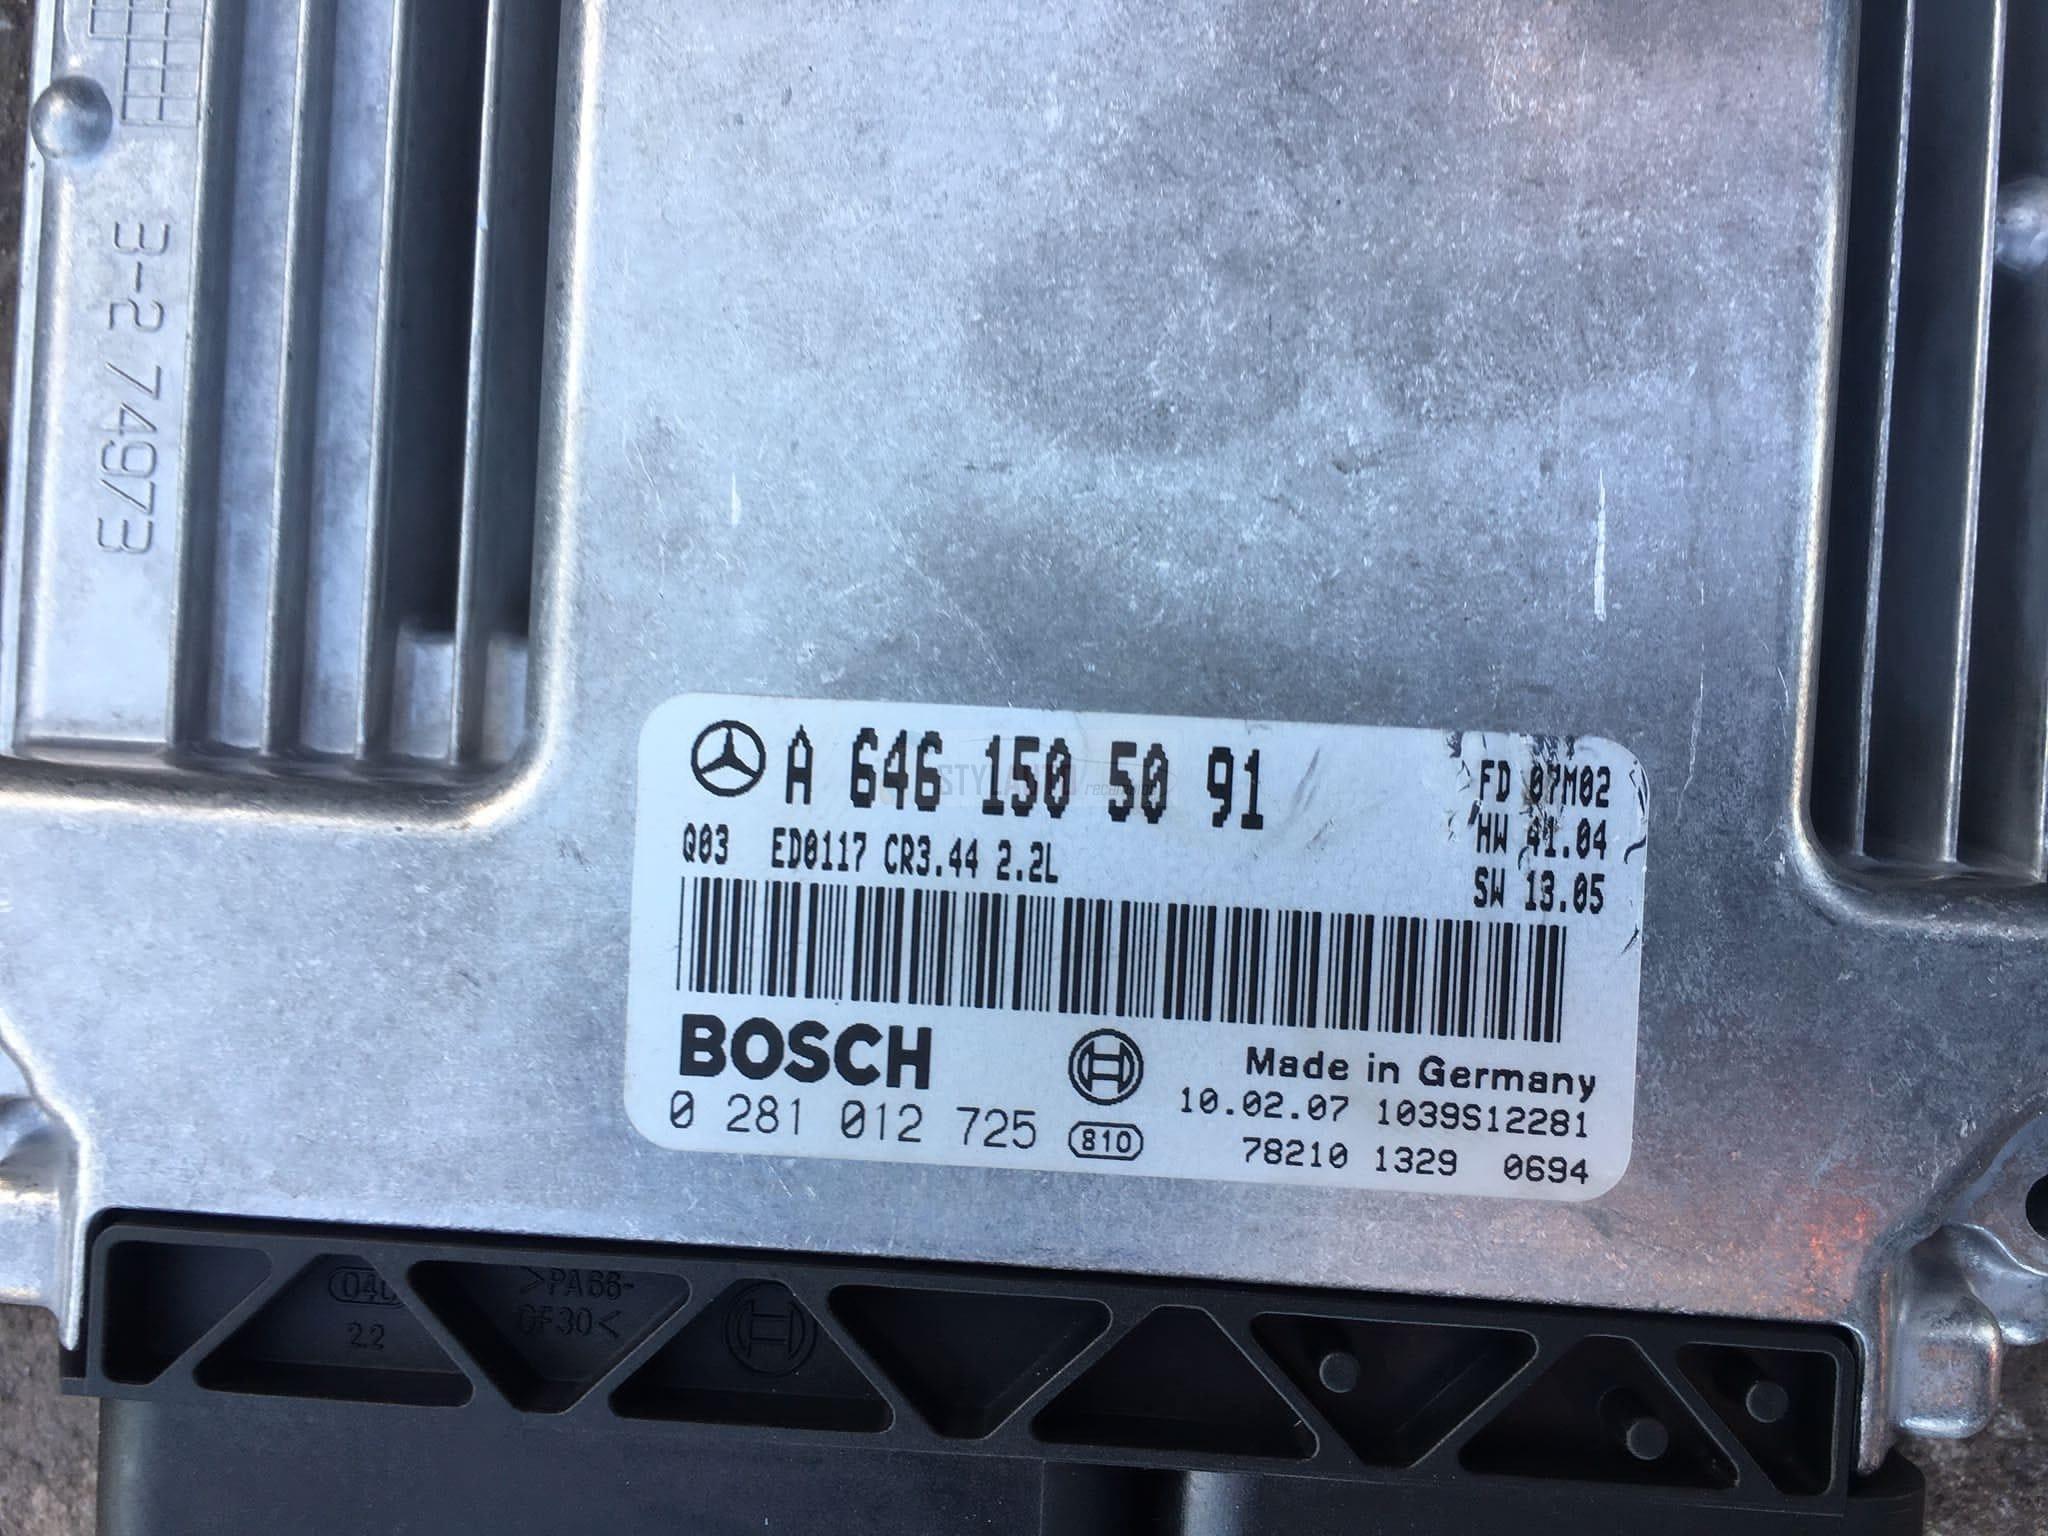 3-2 74973
A 646 150 50 91
FD 07M02
Q03 ED0117 CR3.44 2.2L
HW 41.04
SW 13.05
BOSCH
Made in Germany
0 281 012 725
810
10.02.07 1039S12281
78210 1329 0694
>PA66-
GF30<
22